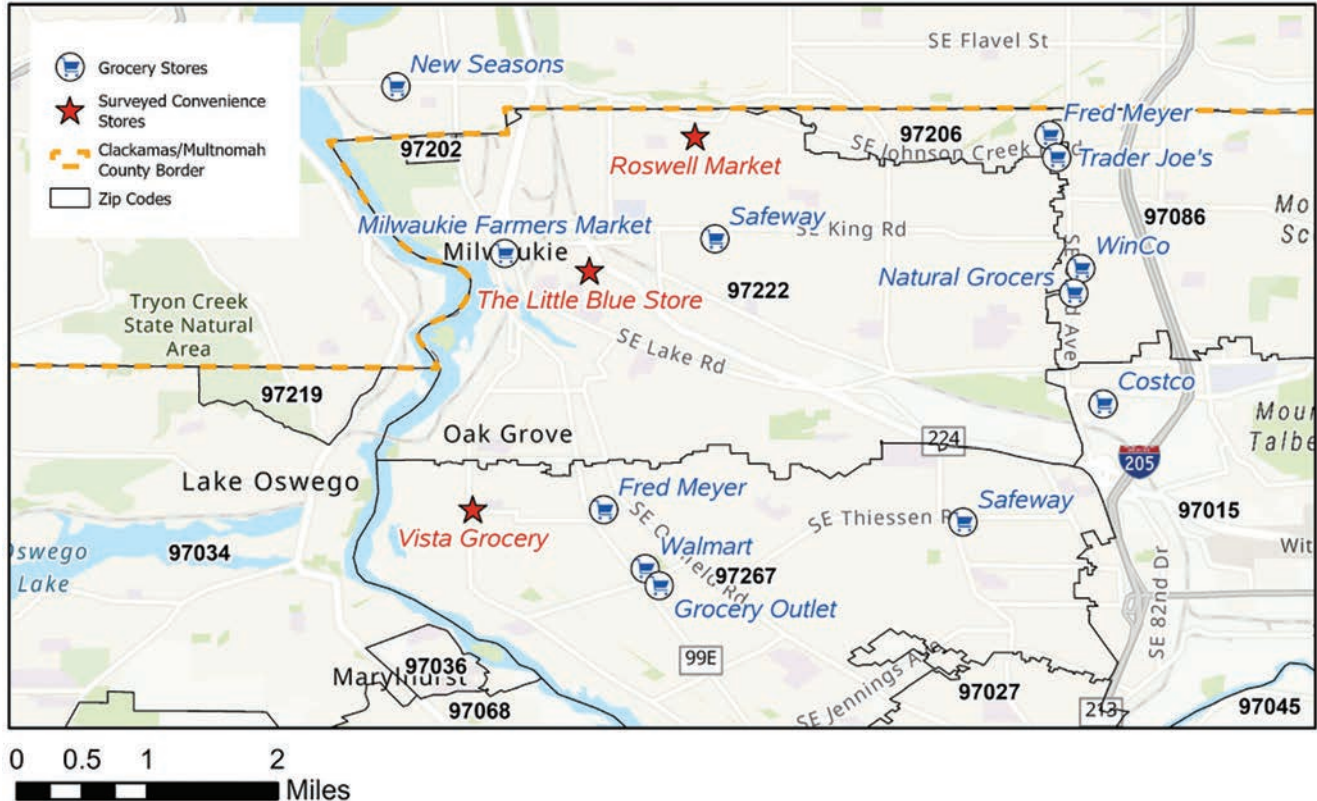 Grocery Stores
Surveyed Convenience
Stores
Clackamas/Multnomah
County Border
Zip Codes
New Seasons
SE Flavel St
Fred Meyer
97206
97202
SE Johnson Creek
Trader Joe's
Roswell Market
97086
Milwaukie Farmers Market
Safeway
SE King Rd
Milwaukie
WinCo
Natural Grocers
The Little Blue Store
97222
Tryon Creek
State Natural
Area
SE Lake Rd
97219
Costco
Oak Grove
224
205
Lake Oswego
Fred Meyer
Safeway
SE Thiessen
97015
Vista Grocery
Walmart
97034
Oswego
Lake
97267
Grocery Outlet
SE 82nd Dr
99E
97036
Marylhurst
SE Jennings Ave
97027
97068
213
97045
0 0.5 1 2
Miles